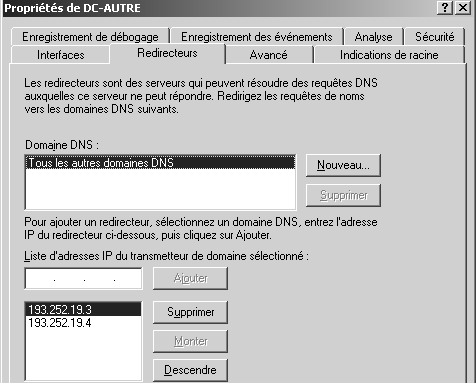 Propriétés de DC-AUTRE
Enregistrement de débogage
Enregistrement des événements
Analyse
Sécurité
Interfaces
Redirecteurs
Avancé
Indications de racine
Les redirecteurs sont des serveurs qui peuvent résoudre des requêtes DNS
auxquelles ce serveur ne peut répondre. Redirigez les requêtes de noms
vers les domaines DNS suivants.
Domaine DNS :
Tous les autres domaines DNS
Nouveau...
Supprimer
Pour ajouter un redirecteur, sélectionnez un domaine DNS, entrez l'adresse
IP du redirecteur ci-dessous, puis cliquez sur Ajouter.
Liste d'adresses IP du transmetteur de domaine sélectionné :
. . .
Ajouter
193.252.19.3
193.252.19.4
Supprimer
Monter
Descendre